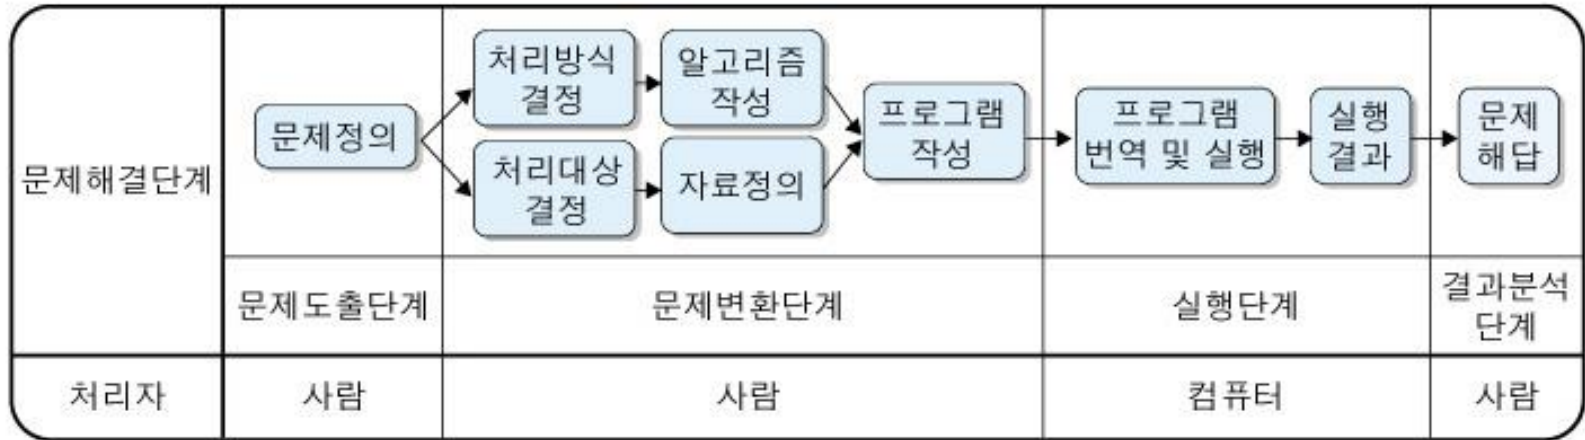 문제해결단계
문제정의
처리방식
결정
알고리즘
작성
처리대상
결정
자료정의
프로그램
작성
프로그램
번역 및 실행
실행
결과
문제
해답
문제도출단계
문제변환단계
실행단계
결과분석
단계
처리자
사람
사람
컴퓨터
사람